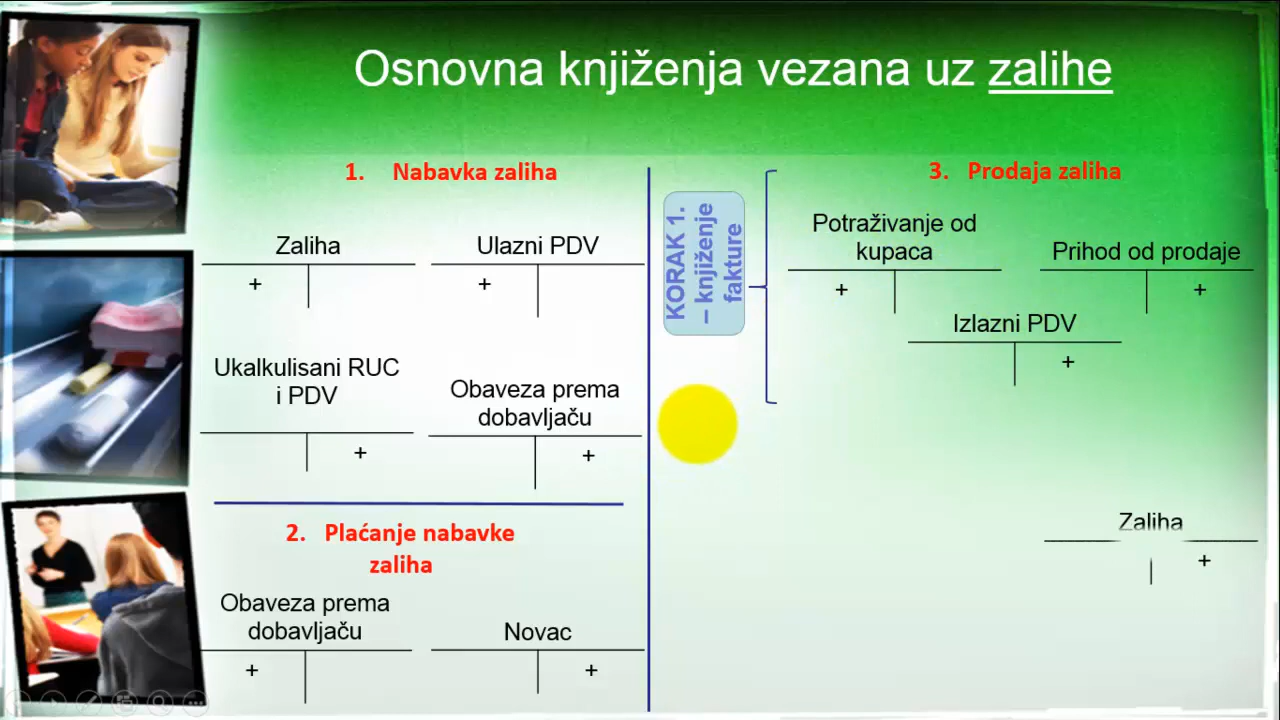 Osnovna knjiženja vezana uz zalihe
1. Nabavka zaliha
Zaliha
+
Ulazni PDV
+
Ukalkulisani RUC
i PDV
+
Obaveza prema
dobavljaču
+
2. Plaćanje nabavke
zaliha
Obaveza prema
dobavljaču
+
Novac
+
3. Prodaja zaliha
KORAK 1.
– knjiženje
fakture
Potraživanje od
kupaca
+
Prihod od prodaje
+
Izlazni PDV
+
Zaliha
+